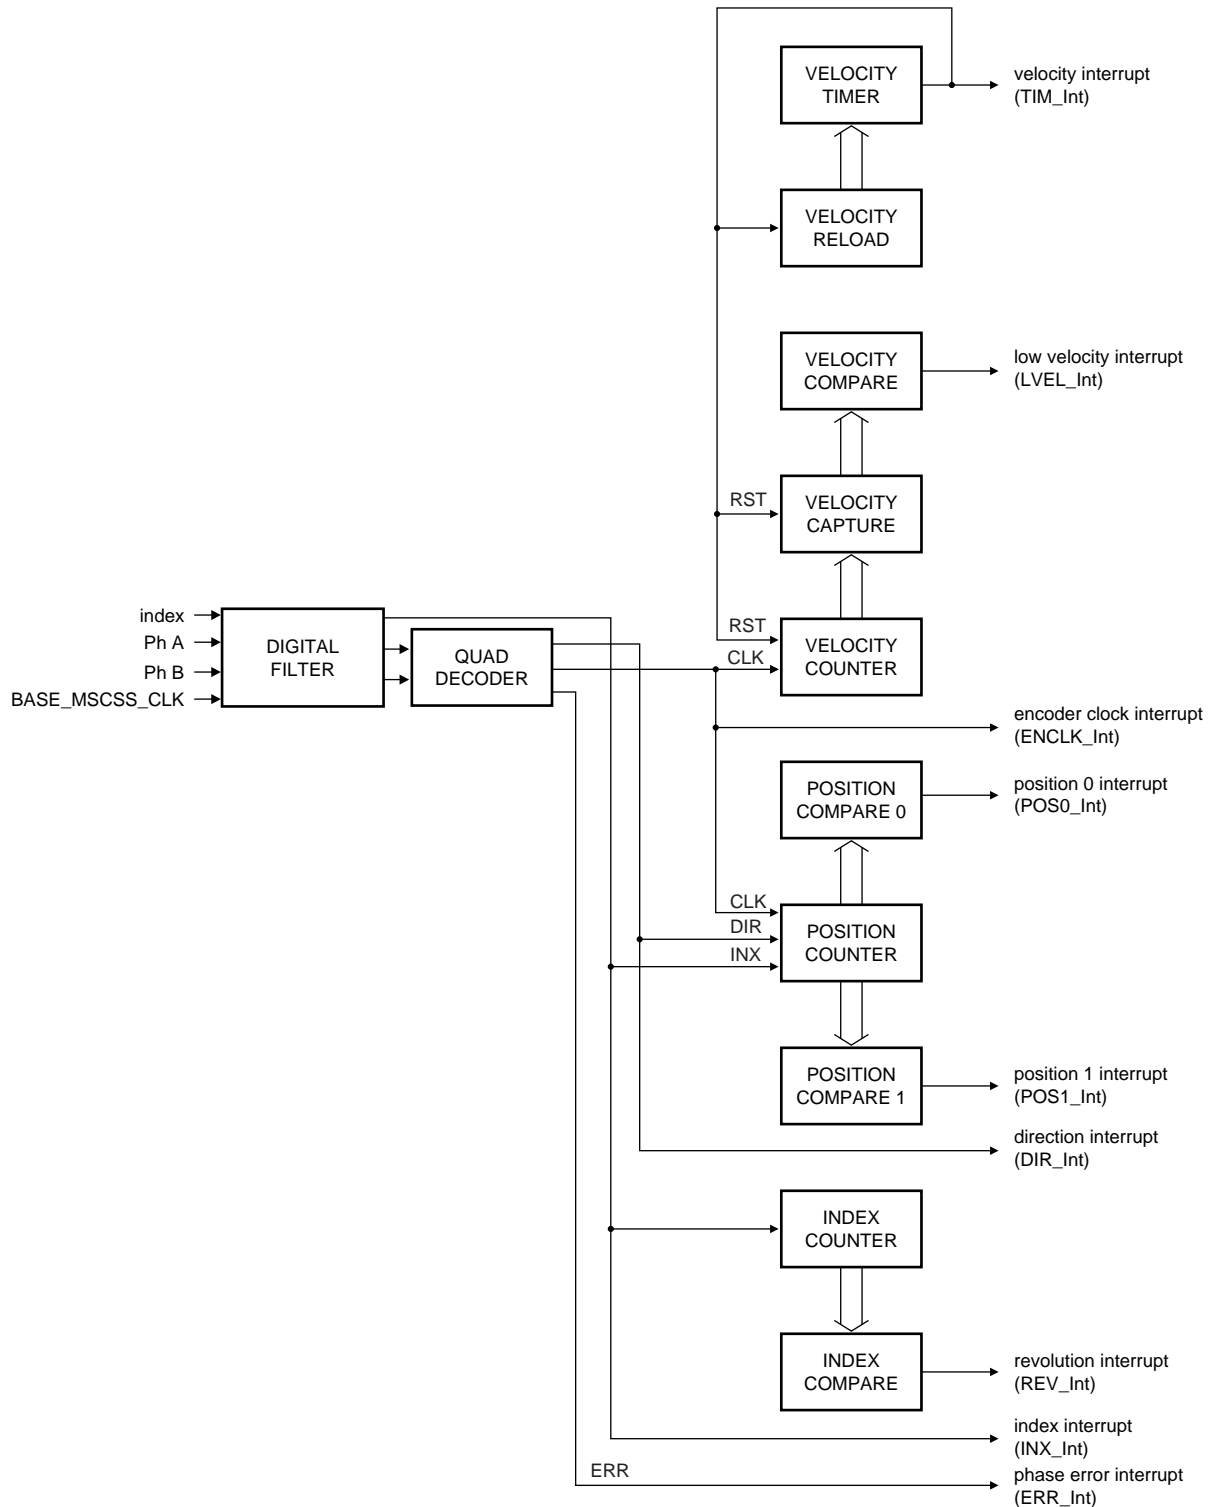 VELOCITY
TIMER
velocity interrupt
(TIM_Int)
VELOCITY
RELOAD
VELOCITY
COMPARE
low velocity interrupt
(LVEL_Int)
RST
VELOCITY
CAPTURE
index
Ph A
Ph B
BASE_MSCSS_CLK
DIGITAL
FILTER
QUAD
DECODER
RST
CLK
VELOCITY
COUNTER
encoder clock interrupt
(ENCLK_Int)
POSITION
COMPARE 0
position 0 interrupt
(POS0_Int)
CLK
DIR
INX
POSITION
COUNTER
POSITION
COMPARE 1
position 1 interrupt
(POS1_Int)
direction interrupt
(DIR_Int)
INDEX
COUNTER
INDEX
COMPARE
revolution interrupt
(REV_Int)
index interrupt
(INX_Int)
ERR
phase error interrupt
(ERR_Int)